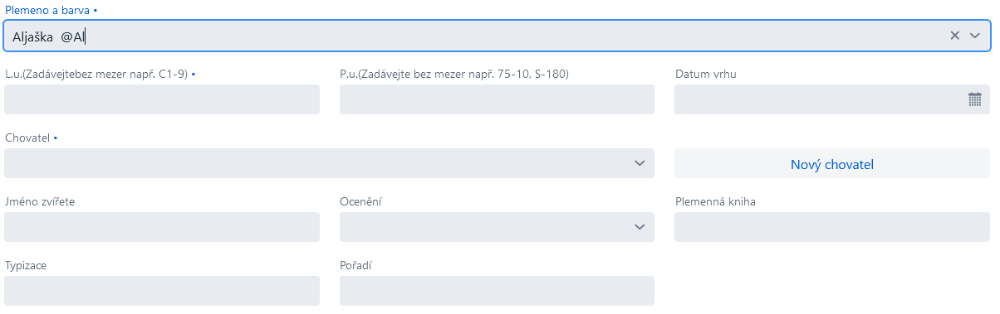 Plemeno a barva •
Aljaška  @Al
L.u.(Zadávejtebez mezer např. C1-9) •
P.u.(Zadávejte bez mezer např. 75-10, S-180)
Datum vrhu
Chovatel •
Nový chovatel
Jméno zvířete
Ocenění
Plemenná kniha
Typizace
Pořadí